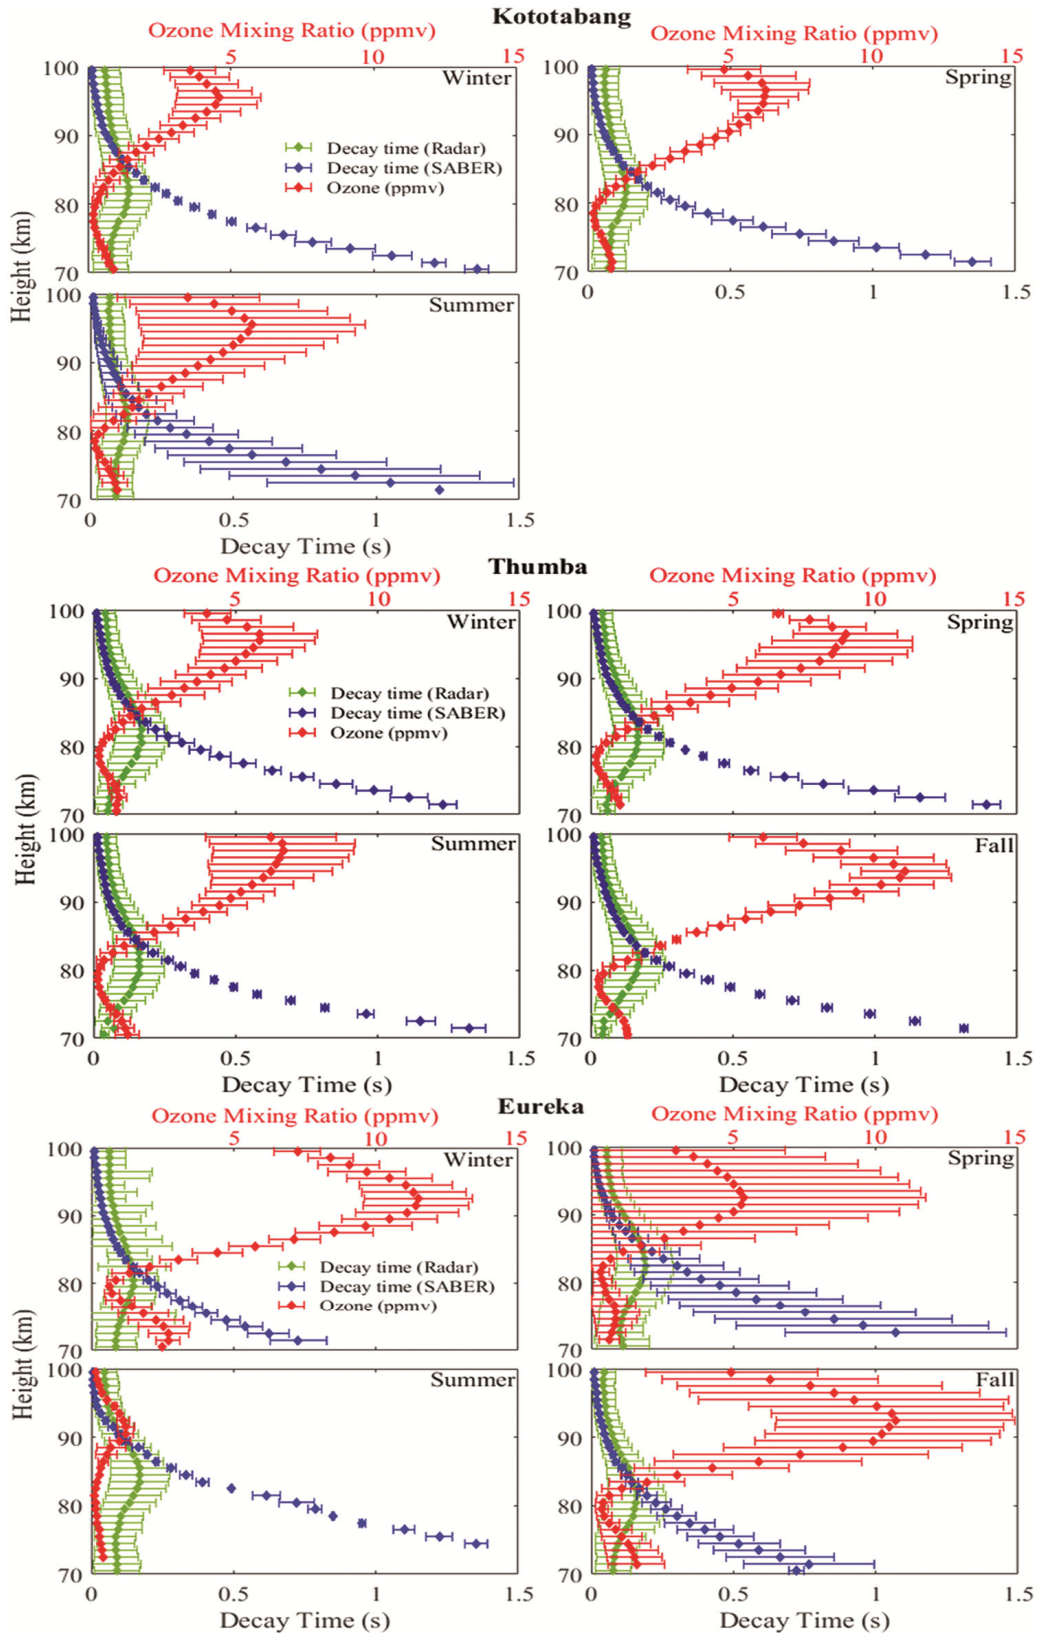 Kototabang
Ozone Mixing Ratio (ppmv)
Ozone Mixing Ratio (ppmv)
5 10 15
5 10 15
100
Winter
100
Spring
90
90
Decay time (Radar)
Decay time (SABER)
Ozone (ppmv)
80
80
70
70
0 0.5 1 1.5
Height (km)
100
Summer
90
80
70
0 0.5 1 1.5
Decay Time (s)
Thumba
Ozone Mixing Ratio (ppmv)
Ozone Mixing Ratio (ppmv)
5 10 15
5 10 15
100
Winter
100
Spring
90
90
Decay time (Radar)
Decay time (SABER)
Ozone (ppmv)
80
80
70
70
Height (km)
100
Summer
100
Fall
90
90
80
80
70
70
0 0.5 1 1.5
0 0.5 1 1.5
Decay Time (s)
Decay Time (s)
Eureka
Ozone Mixing Ratio (ppmv)
Ozone Mixing Ratio (ppmv)
5 10 15
5 10 15
100
Winter
100
Spring
90
90
Decay time (Radar)
Decay time (SABER)
Ozone (ppmv)
80
80
70
70
Height (km)
100
Summer
100
Fall
90
90
80
80
70
70
0 0.5 1 1.5
0 0.5 1 1.5
Decay Time (s)
Decay Time (s)